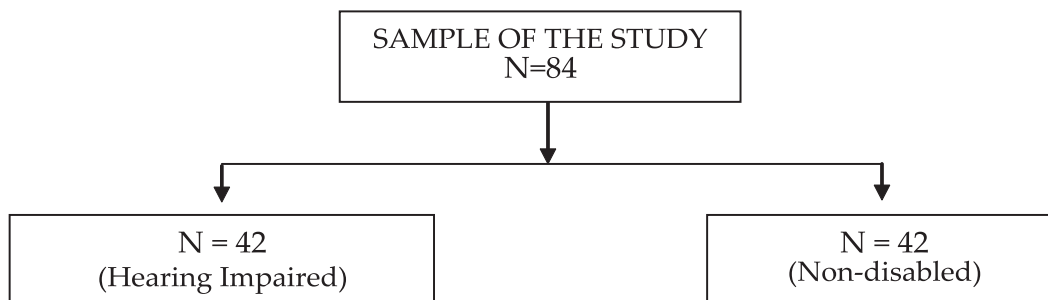 SAMPLE OF THE STUDY
N=84
N = 42
(Hearing Impaired)
N = 42
(Non-disabled)